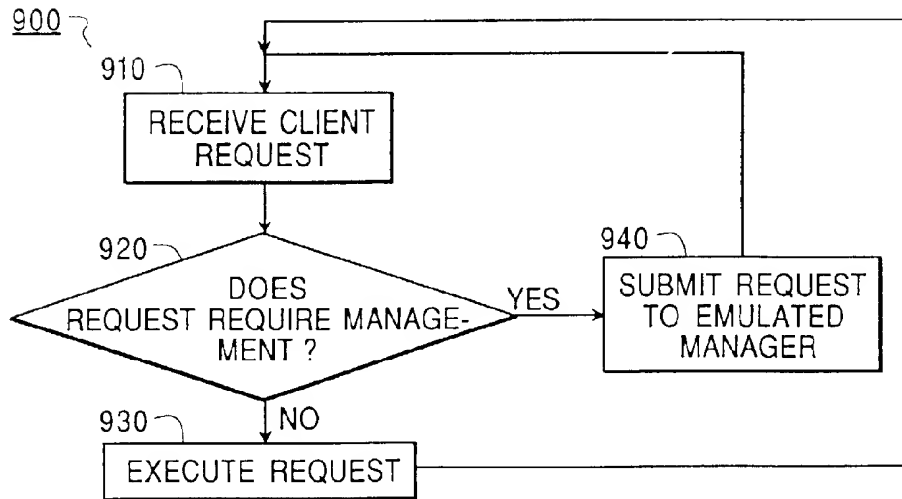 900
910
RECEIVE CLIENT
REQUEST
920
DOES
REQUEST REQUIRE MANAGE-
MENT ?
YES
940
SUBMIT REQUEST
TO EMULATED
MANAGER
NO
930
EXECUTE REQUEST